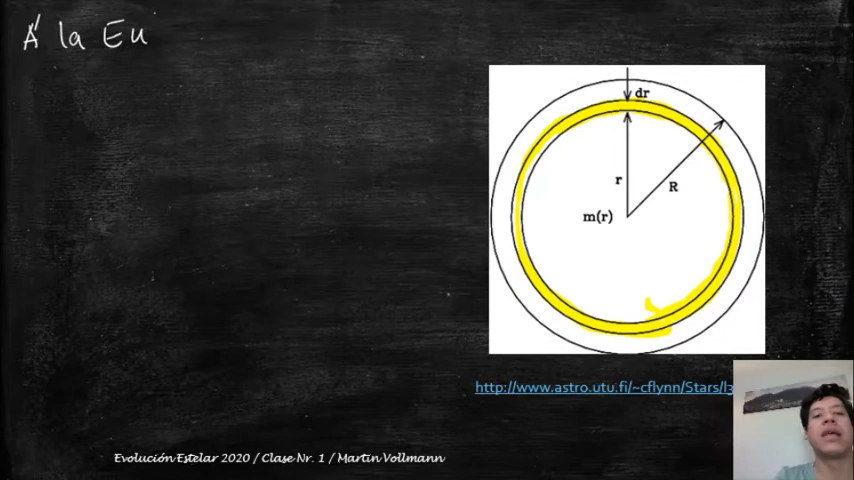 Á la Eu
dr
r
R
m(r)
http://www.astro.utu.fi/~cflynn/Stars/l3
Evolución Estelar 2020 / Clase Nr. 1 / Martin Vollmann